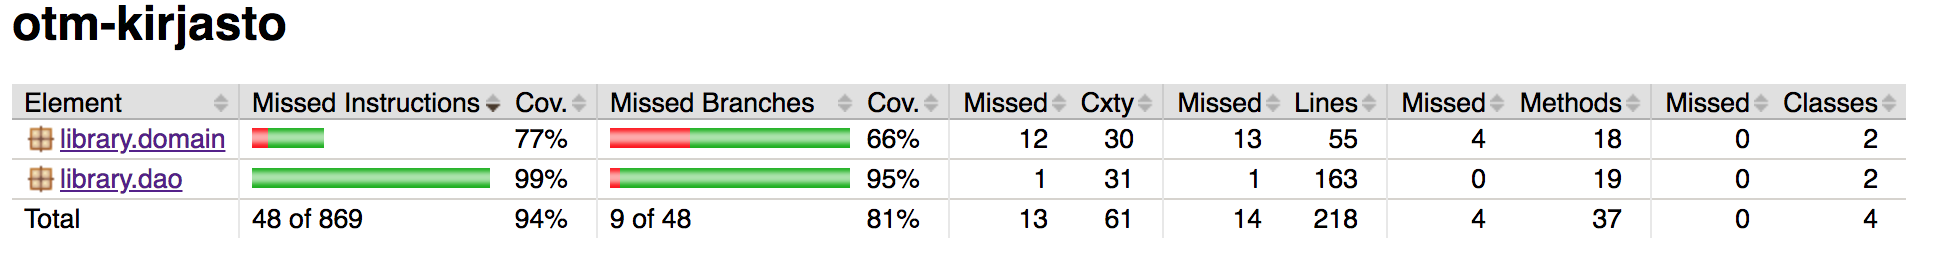 otm-kirjasto
Element Missed Instructions Cov. Missed Branches Cov. Missed Cxty Missed Lines Missed Methods Missed Classes
library.domain 77% 66% 12 30 13 55 4 18 0 2
library.dao 99% 95% 1 31 1 163 0 19 0 2
Total 48 of 869 94% 9 of 48 81% 13 61 14 218 4 37 0 4